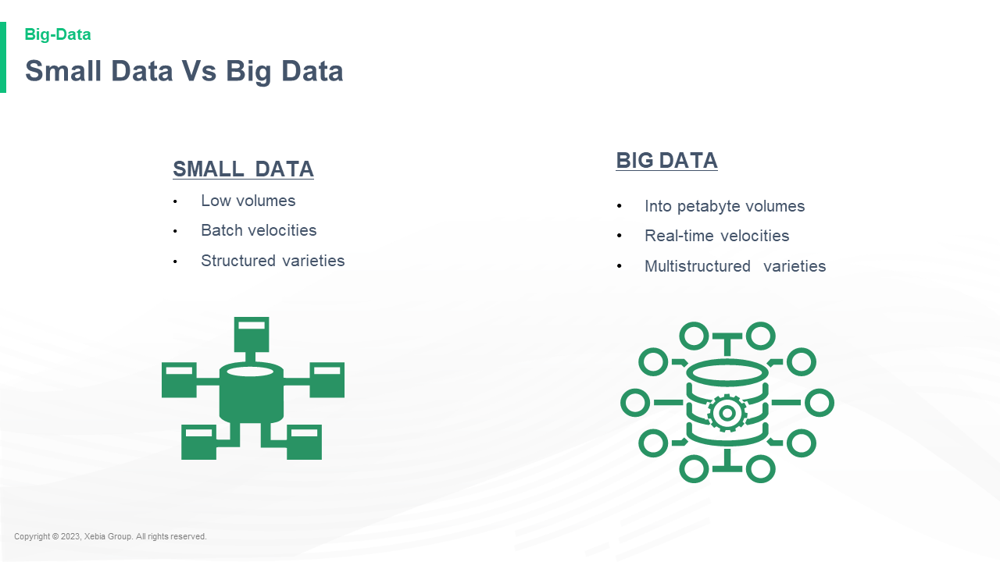 Big-Data
Small Data Vs Big Data
SMALL DATA
• Low volumes
• Batch velocities
• Structured varieties
BIG DATA
• Into petabyte volumes
• Real-time velocities
• Multistructured varieties
Copyright © 2023, Xebia Group. All rights reserved.